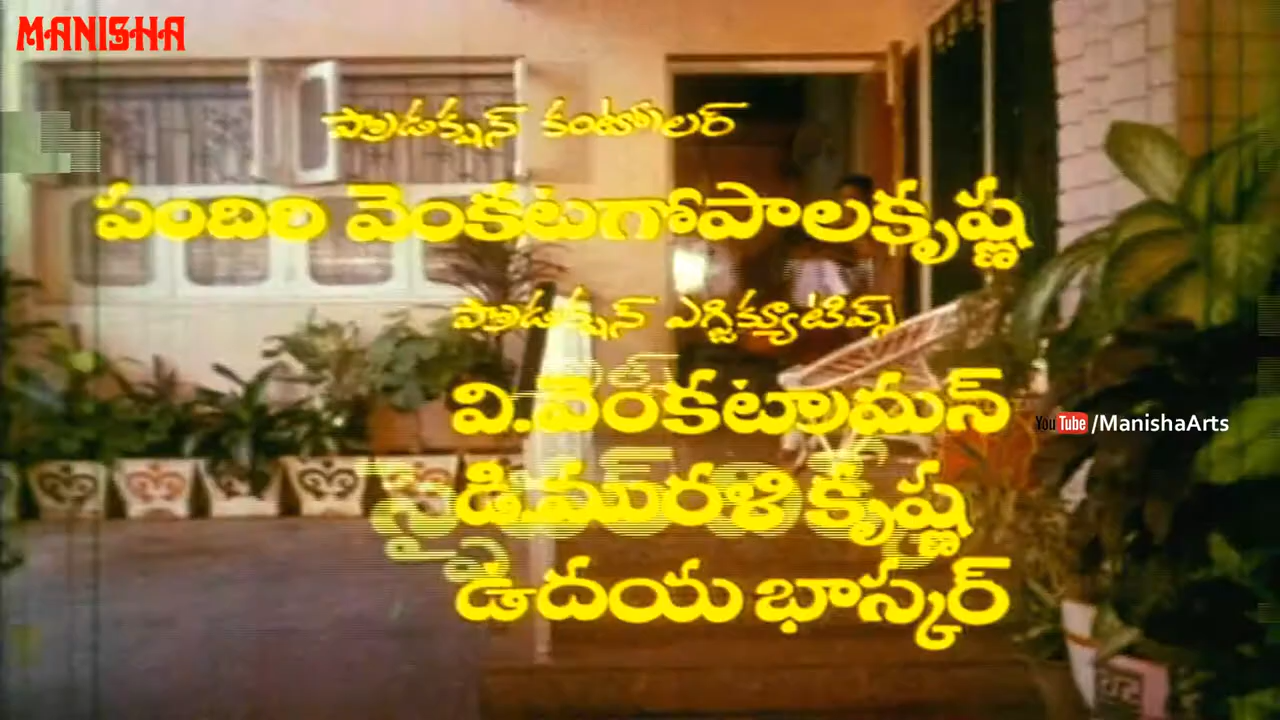 MANISHA
ప్రొడక్షన్ కంట్రోలర్
పందిరి వెంకటగోపాలకృష్ణ
ప్రొడక్షన్ ఎగ్జిక్యూటివ్స్
వి.వెంకట్రామన్
YouTube /ManishaArts
డి.మురళీకృష్ణ
ఉదయ భాస్కర్